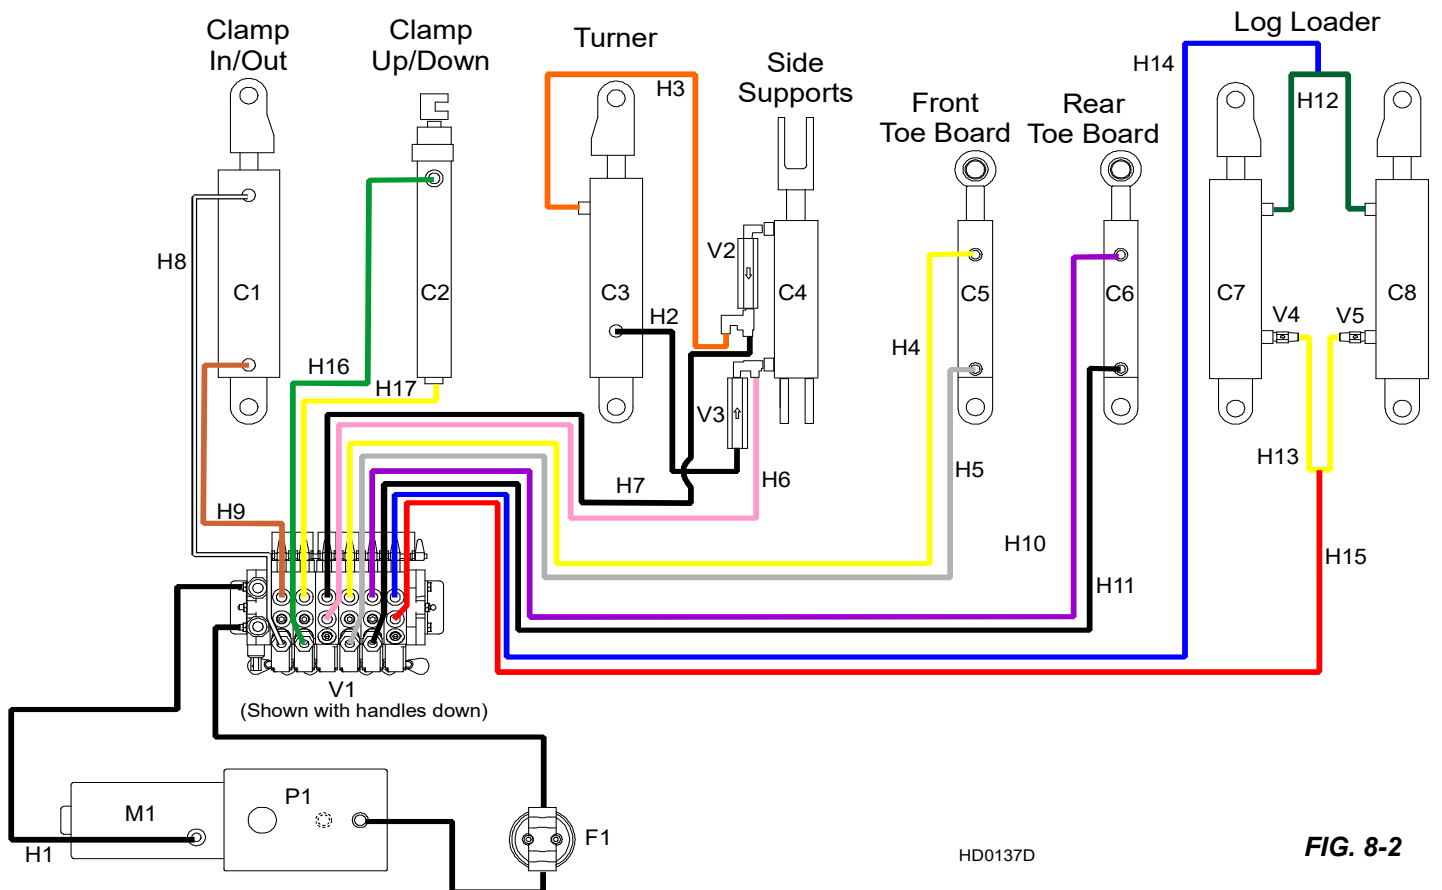 Clamp
In/Out
Clamp
Up/Down
Turner
Side
Supports
Front
Toe Board
Rear
Toe Board
Log Loader
H14
H3
H12
H8
V2
C1
C2
C3
C4
C5
C6
C7
C8
H2
V4
V5
H4
H16
H17
V3
H13
H7
H6
H5
H9
H10
H15
H11
V1
(Shown with handles down)
M1
P1
F1
H1
HD0137D
FIG. 8-2